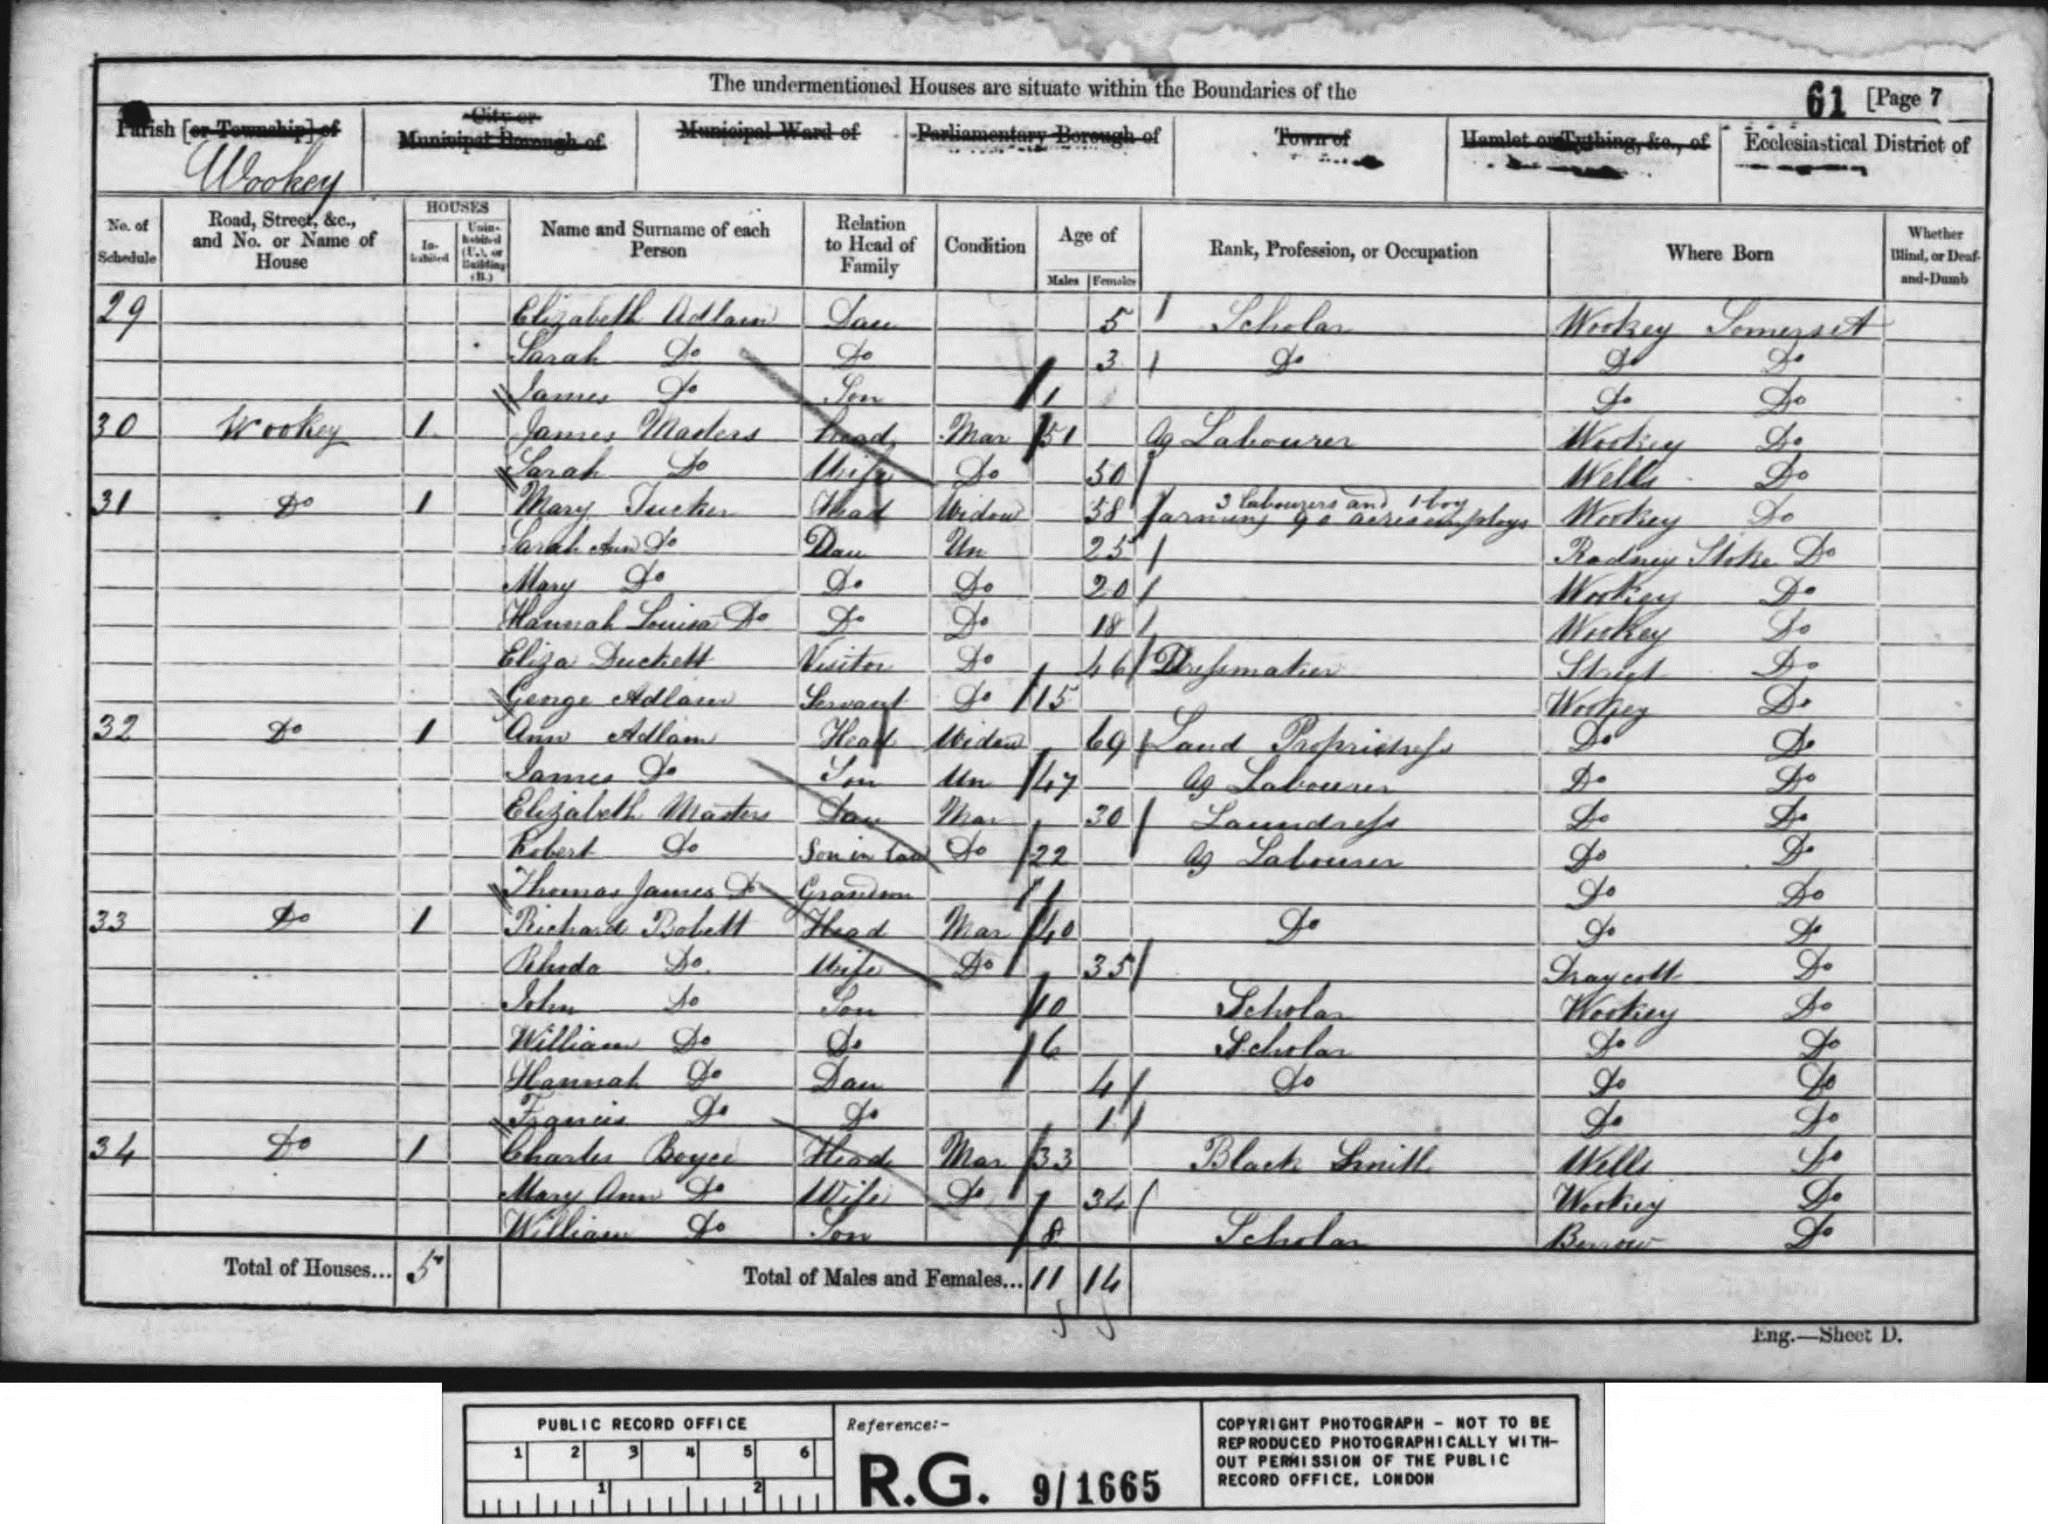 The undermentioned Houses are situate within the Boundaries of the
61 [Page 7
Parish [or Township] of
City or Municipal Borough of
Municipal Ward of
Parliamentary Borough of
Town of
Hamlet or Tything, &c., of
Ecclesiastical District of
Wookey
No. of Schedule
Road, Street, &c., and No. or Name of House
HOUSES
In-habited
Unin-habited (U.), or Building (B.)
Name and Surname of each Person
Relation to Head of Family
Condition
Age of
Males
Females
Rank, Profession, or Occupation
Where Born
Whether Blind, or Deaf-and-Dumb
29 Elizabeth Adlam Dau 5 Scholar Wookey Somerset
Sarah Do Do 3 Do Do Do
James Do Son 1 Do Do
30 Wookey 1 James Masters Head Mar 51 Ag Labourer Wookey Do
Sarah Do Wife Do 50 Wells Do
31 Do 1 Mary Tucker Head Widow 58 farming 90 acres employs 3 labourers and 1 boy Wookey Do
Sarah Ann Do Dau Un 25 Rodney Stoke Do
Mary Do Do Do 20 Wookey Do
Hannah Louisa Do Do Do 18 Wookey Do
Eliza Duckett Visitor Do 46 Dressmaker Street Do
George Adlam Servant Do 15 Wookey Do
32 Do 1 Ann Adlam Head Widow 69 Land Proprietress Do Do
James Do Son Un 47 Ag Labourer Do Do
Elizabeth Masters Dau Mar 30 Laundress Do Do
Robert Do Son in law Do 22 Ag Labourer Do Do
Thomas James Do Grandson 1 Do Do
33 Do 1 Richard Bobett Head Mar 40 Do Do Do
Rhoda Do Wife Do 35 Draycott Do
John Do Son 10 Scholar Wookey Do
William Do Do 6 Scholar Do Do
Hannah Do Dau 4 Do Do Do
Francis Do Do 1 Do Do
34 Do 1 Charles Boyce Head Mar 33 Black Smith Wells Do
Mary Ann Do Wife Do 34 Wookey Do
William Do Son 8 Scholar Berrow Do
Total of Houses... 5 Total of Males and Females... 11 14
Eng.—Sheet D.
PUBLIC RECORD OFFICE
1 2 3 4 5 6
1 2
Reference:-
R.G. 9/1665
COPYRIGHT PHOTOGRAPH - NOT TO BE
REPRODUCED PHOTOGRAPHICALLY WITH-
OUT PERMISSION OF THE PUBLIC
RECORD OFFICE, LONDON